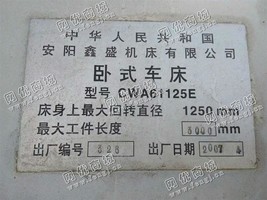 中华人民共和国
安阳鑫盛机床有限公司
卧式车床
型号 CWA61125E
床身上最大回转直径 1250 mm
最大工件长度 5000 mm
出厂编号 出厂日期 2007